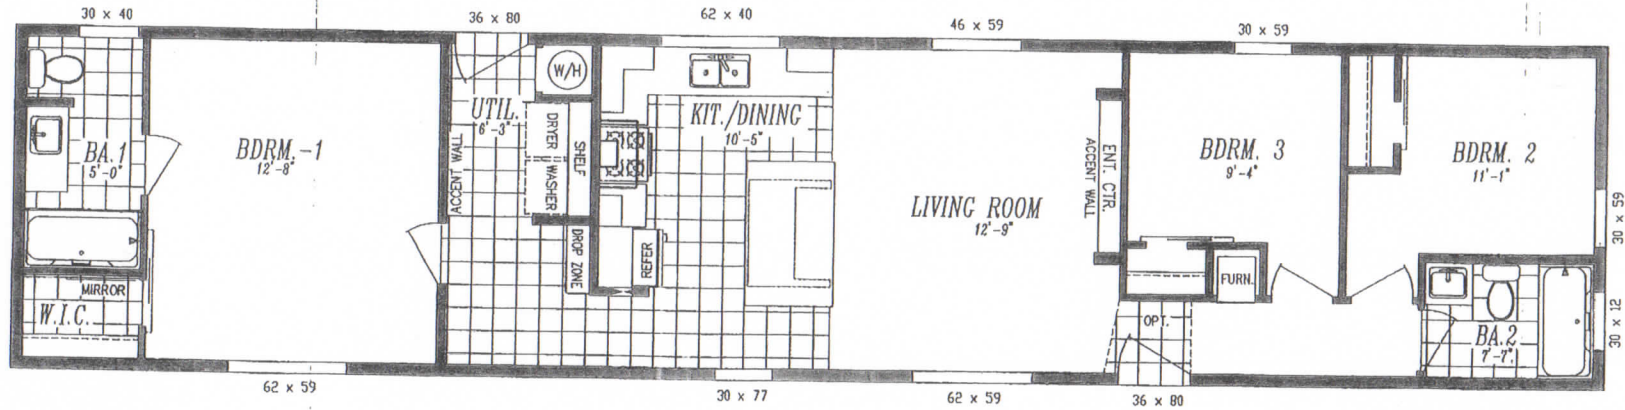 30 x 40
36 x 80
62 x 40
46 x 59
30 x 59
W/H
UTIL.
6'-3"
KIT./DINING
10'-5"
BA.1
5'-0"
BDRM.-1
12'-8"
ACCENT WALL
DRYER
WASHER
SHELF
DROP ZONE
REFER
LIVING ROOM
12'-9"
ENT. CTR.
ACCENT WALL
BDRM. 3
9'-4"
BDRM. 2
11'-1"
30 x 59
FURN.
MIRROR
W.I.C.
OPT.
BA.2
7'-7"
30 x 12
62 x 59
30 x 77
62 x 59
36 x 80